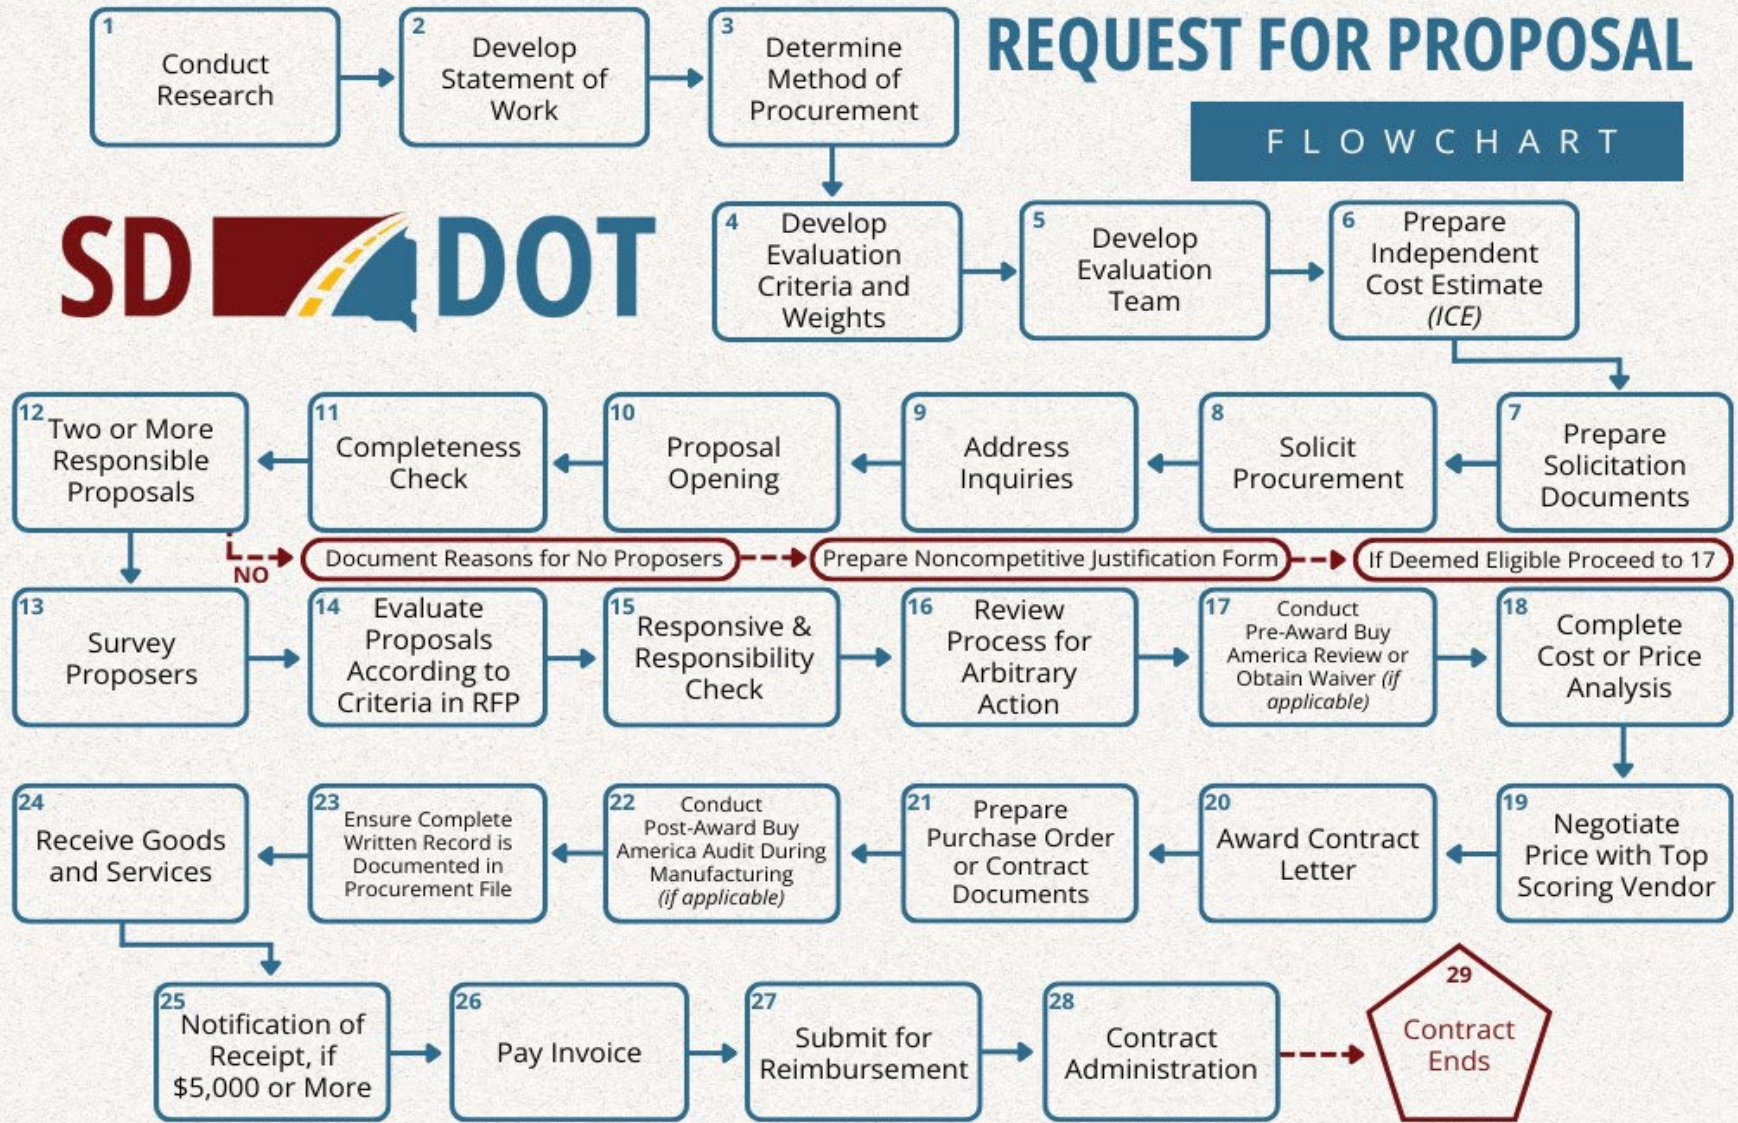 REQUEST FOR PROPOSAL
FLOWCHART
SD DOT
1
Conduct
Research
2
Develop
Statement of
Work
3
Determine
Method of
Procurement
4
Develop
Evaluation
Criteria and
Weights
5
Develop
Evaluation
Team
6
Prepare
Independent
Cost Estimate
(ICE)
7
Prepare
Solicitation
Documents
8
Solicit
Procurement
9
Address
Inquiries
10
Proposal
Opening
11
Completeness
Check
12
Two or More
Responsible
Proposals
NO
Document Reasons for No Proposers
Prepare Noncompetitive Justification Form
If Deemed Eligible Proceed to 17
13
Survey
Proposers
14
Evaluate
Proposals
According to
Criteria in RFP
15
Responsive &
Responsibility
Check
16
Review
Process for
Arbitrary
Action
17
Conduct
Pre-Award Buy
America Review or
Obtain Waiver (if
applicable)
18
Complete
Cost or Price
Analysis
19
Negotiate
Price with Top
Scoring Vendor
20
Award Contract
Letter
21
Prepare
Purchase Order
or Contract
Documents
22
Conduct
Post-Award Buy
America Audit During
Manufacturing
(if applicable)
23
Ensure Complete
Written Record is
Documented in
Procurement File
24
Receive Goods
and Services
25
Notification of
Receipt, if
$5,000 or More
26
Pay Invoice
27
Submit for
Reimbursement
28
Contract
Administration
29
Contract
Ends